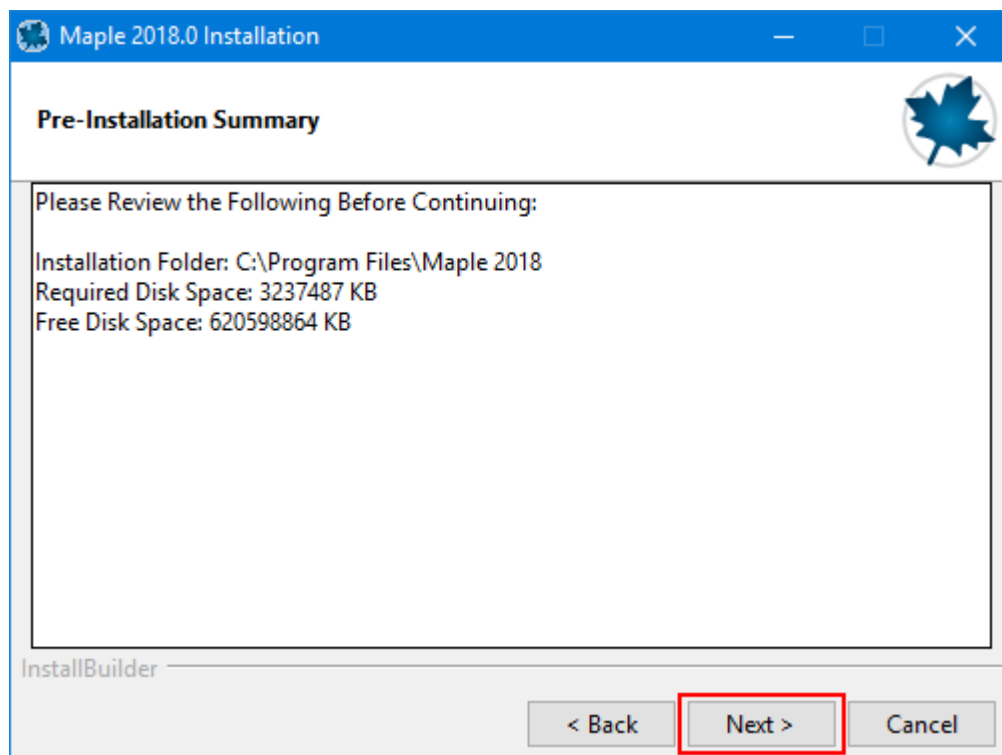 Maple 2018.0 Installation
Pre-Installation Summary
Please Review the Following Before Continuing:
Installation Folder: C:\Program Files\Maple 2018
Required Disk Space: 3237487 KB
Free Disk Space: 620598864 KB
InstallBuilder
< Back Next > Cancel